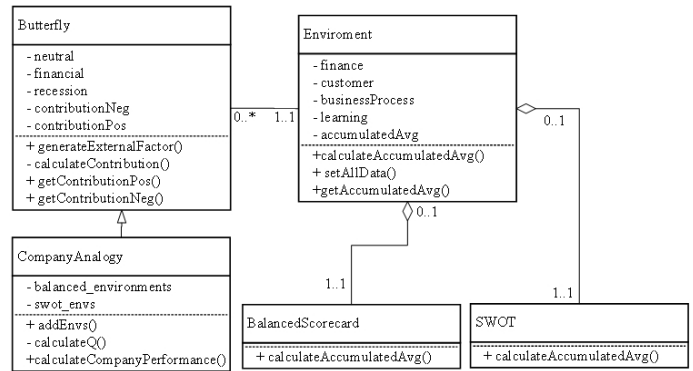 Butterfly
- neutral
- financial
- recession
- contributionNeg
- contributionPos
+ generateExternalFactor()
- calculateContribution()
+ getContributionPos()
+ getContributionNeg()
0..* 1..1
Enviroment
- finance
- customer
- businessProcess
- learning
- accumulatedAvg
+calculateAccumulatedAvg()
+ setAllData()
+getAccumulatedAvg()
0..1
0..1
CompanyAnalogy
- balanced_environments
- swot_envs
+ addEnvs()
- calculateQ()
+calculateCompanyPerformance()
1..1
1..1
BalancedScorecard
+ calculateAccumulatedAvg()
SWOT
+ calculateAccumulatedAvg()